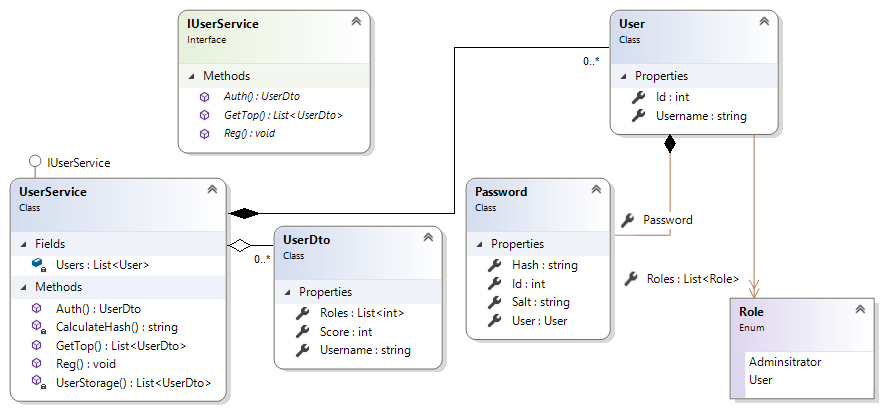 IUserService
Interface
Methods
Auth() : UserDto
GetTop() : List<UserDto>
Reg() : void
User
Class
Properties
Id : int
Username : string
0..*
IUserService
UserService
Class
Fields
Users : List<User>
Methods
Auth() : UserDto
CalculateHash() : string
GetTop() : List<UserDto>
Reg() : void
UserStorage() : List<UserDto>
0..*
UserDto
Class
Properties
Roles : List<int>
Score : int
Username : string
Password
Class
Properties
Hash : string
Id : int
Salt : string
User : User
Password
Roles : List<Role>
Role
Enum
Adminsitrator
User